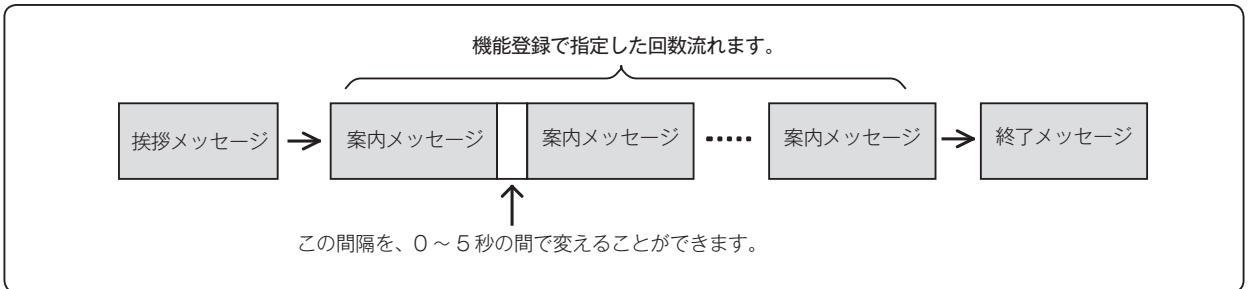 機能登録で指定した回数流れます。
挨拶メッセージ
案内メッセージ
案内メッセージ
案内メッセージ
終了メッセージ
この間隔を、０～５秒の間で変えることができます。